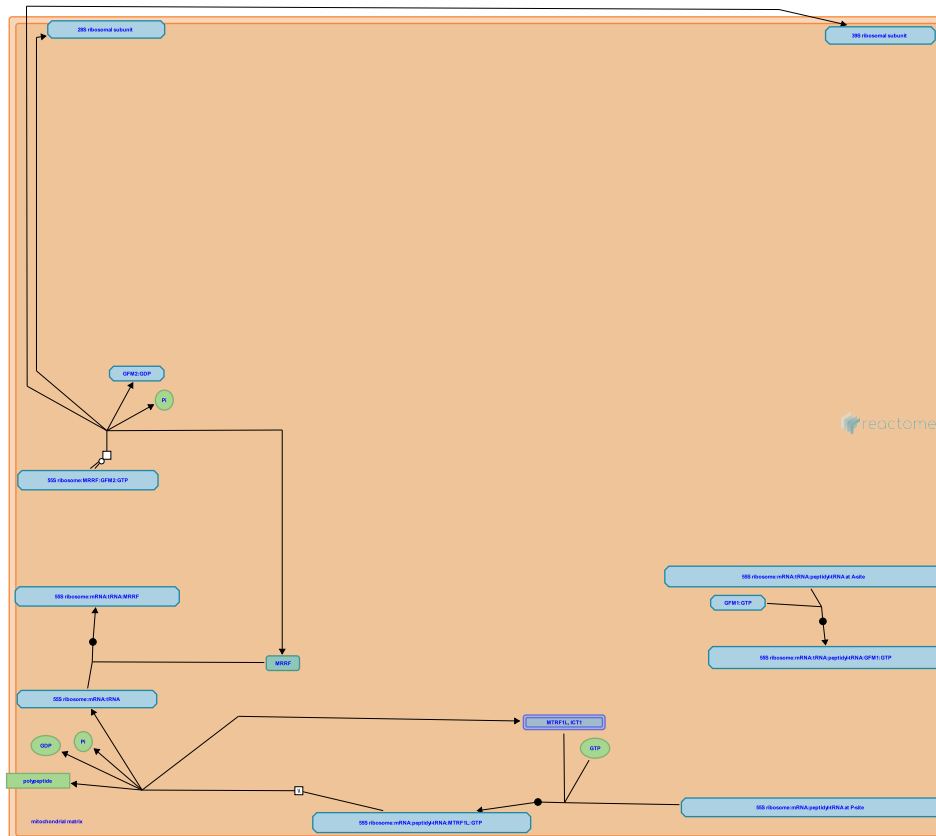 28S ribosomal subunit
39S ribosomal subunit
GFM2:GDP
Pi
reactome
55S ribosome:MRRF:GFM2:GTP
55S ribosome:mRNA:tRNA:peptidyl-tRNA at A-site
55S ribosome:mRNA:tRNA:MRRF
GFM1:GTP
55S ribosome:mRNA:tRNA:peptidyl-tRNA:GFM1:GTP
MRRF
55S ribosome:mRNA:tRNA
MTRF1L, ICT1
GDP
Pi
GTP
polypeptide
55S ribosome:mRNA:peptidyl-tRNA at P-site
mitochondrial matrix
55S ribosome:mRNA:peptidyl-tRNA:MTRF1L:GTP